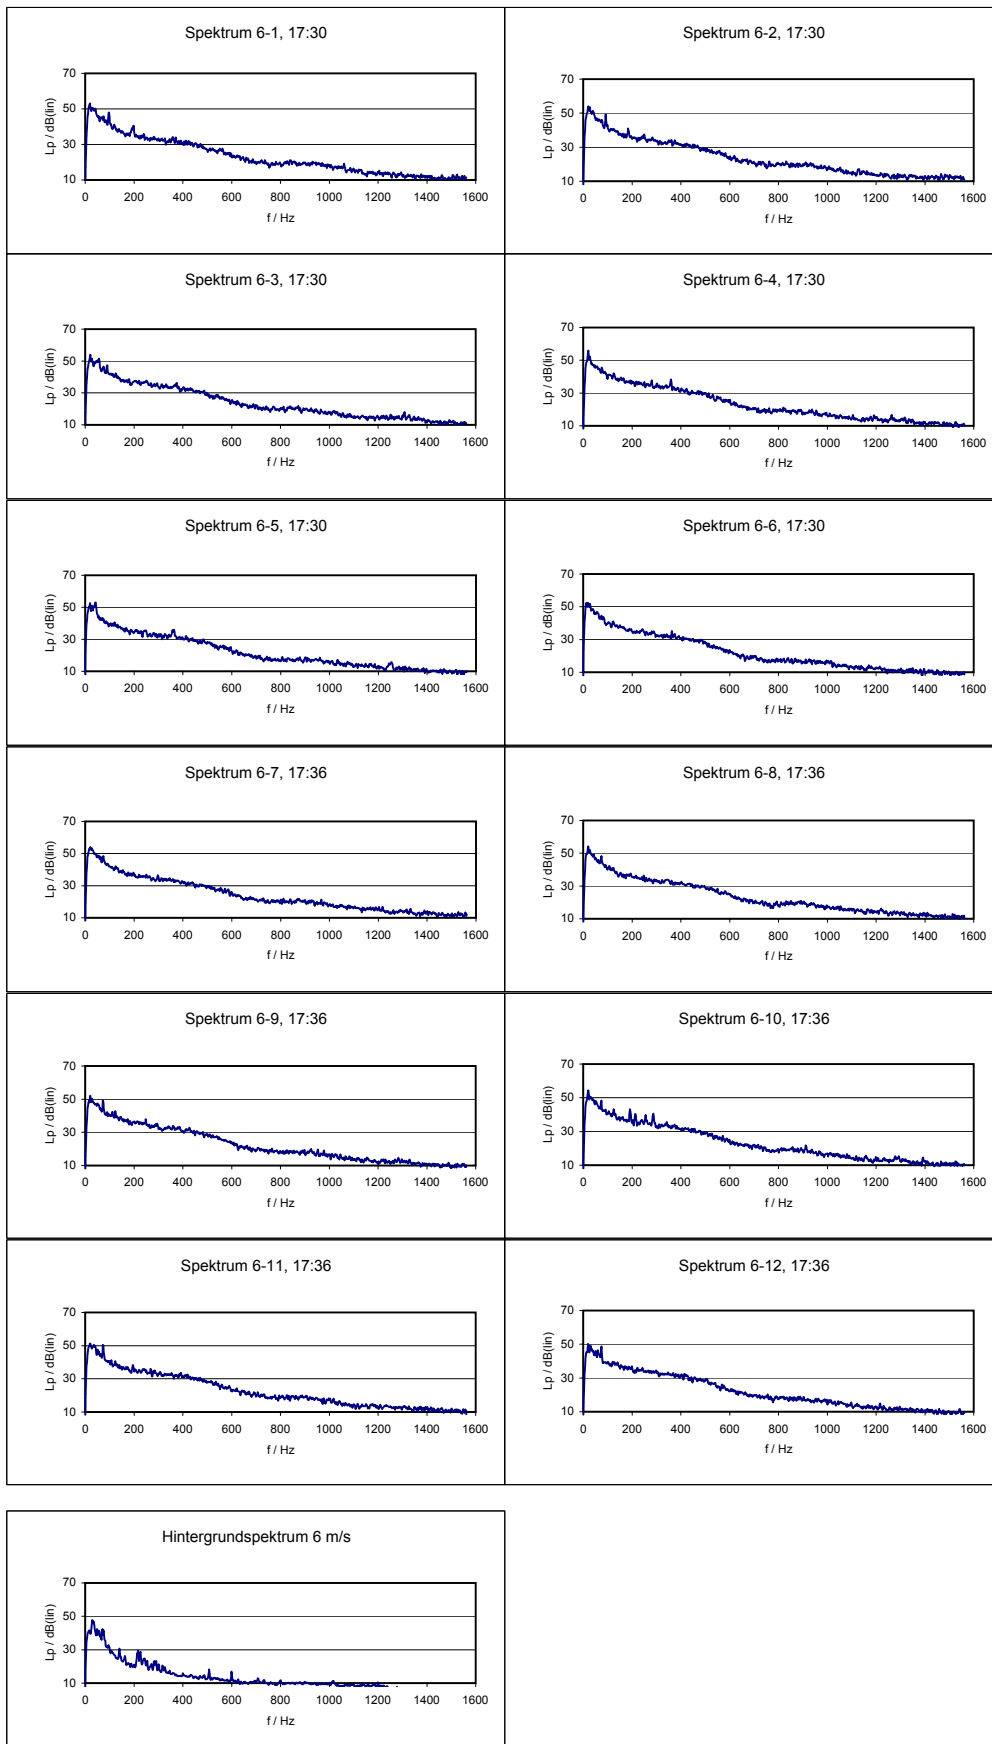 Spektrum 6-1, 17:30
Lp / dB(lin)
70
50
30
10
0 200 400 600 800 1000 1200 1400 1600
f / Hz
Spektrum 6-2, 17:30
Lp / dB(lin)
70
50
30
10
0 200 400 600 800 1000 1200 1400 1600
f / Hz
Spektrum 6-3, 17:30
Lp / dB(lin)
70
50
30
10
0 200 400 600 800 1000 1200 1400 1600
f / Hz
Spektrum 6-4, 17:30
Lp / dB(lin)
70
50
30
10
0 200 400 600 800 1000 1200 1400 1600
f / Hz
Spektrum 6-5, 17:30
Lp / dB(lin)
70
50
30
10
0 200 400 600 800 1000 1200 1400 1600
f / Hz
Spektrum 6-6, 17:30
Lp / dB(lin)
70
50
30
10
0 200 400 600 800 1000 1200 1400 1600
f / Hz
Spektrum 6-7, 17:36
Lp / dB(lin)
70
50
30
10
0 200 400 600 800 1000 1200 1400 1600
f / Hz
Spektrum 6-8, 17:36
Lp / dB(lin)
70
50
30
10
0 200 400 600 800 1000 1200 1400 1600
f / Hz
Spektrum 6-9, 17:36
Lp / dB(lin)
70
50
30
10
0 200 400 600 800 1000 1200 1400 1600
f / Hz
Spektrum 6-10, 17:36
Lp / dB(lin)
70
50
30
10
0 200 400 600 800 1000 1200 1400 1600
f / Hz
Spektrum 6-11, 17:36
Lp / dB(lin)
70
50
30
10
0 200 400 600 800 1000 1200 1400 1600
f / Hz
Spektrum 6-12, 17:36
Lp / dB(lin)
70
50
30
10
0 200 400 600 800 1000 1200 1400 1600
f / Hz
Hintergrundspektrum 6 m/s
Lp / dB(lin)
70
50
30
10
0 200 400 600 800 1000 1200 1400 1600
f / Hz